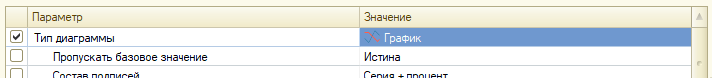 Параметр Значение
Тип диаграммы График
Пропускать базовое значение Истина
Состав подписей Серия + процент